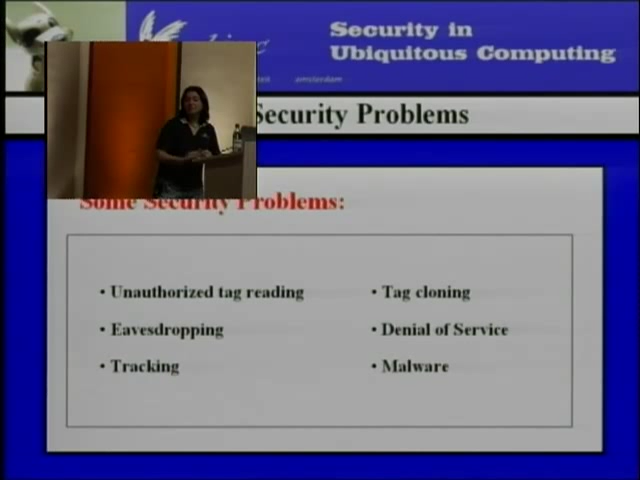 Security in
Ubiquitous Computing
amsterdam
Security Problems
Some Security Problems:
• Unauthorized tag reading
• Eavesdropping
• Tracking
• Tag cloning
• Denial of Service
• Malware